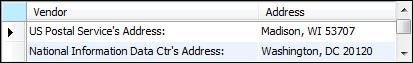 Vendor Address
US Postal Service's Address: Madison, WI 53707
National Information Data Ctr's Address: Washington, DC 20120